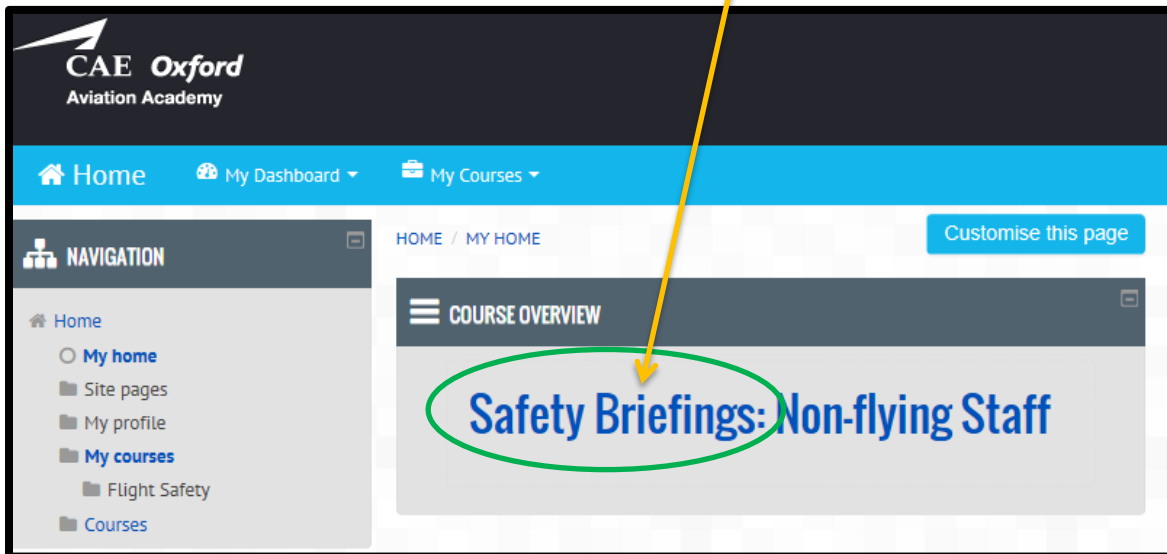 CAE Oxford
Aviation Academy
Home
My Dashboard
My Courses
NAVIGATION
HOME / MY HOME
Customise this page
Home
My home
Site pages
My profile
My courses
Flight Safety
Courses
COURSE OVERVIEW
Safety Briefings: Non-flying Staff